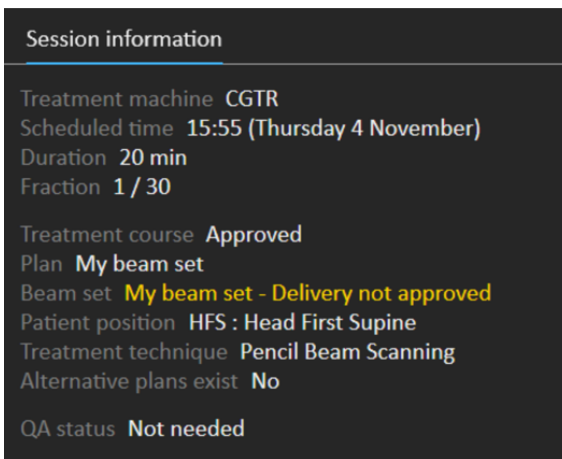 Session information
Treatment machine CGTR
Scheduled time 15:55 (Thursday 4 November)
Duration 20 min
Fraction 1 / 30
Treatment course Approved
Plan My beam set
Beam set My beam set - Delivery not approved
Patient position HFS : Head First Supine
Treatment technique Pencil Beam Scanning
Alternative plans exist No
QA status Not needed